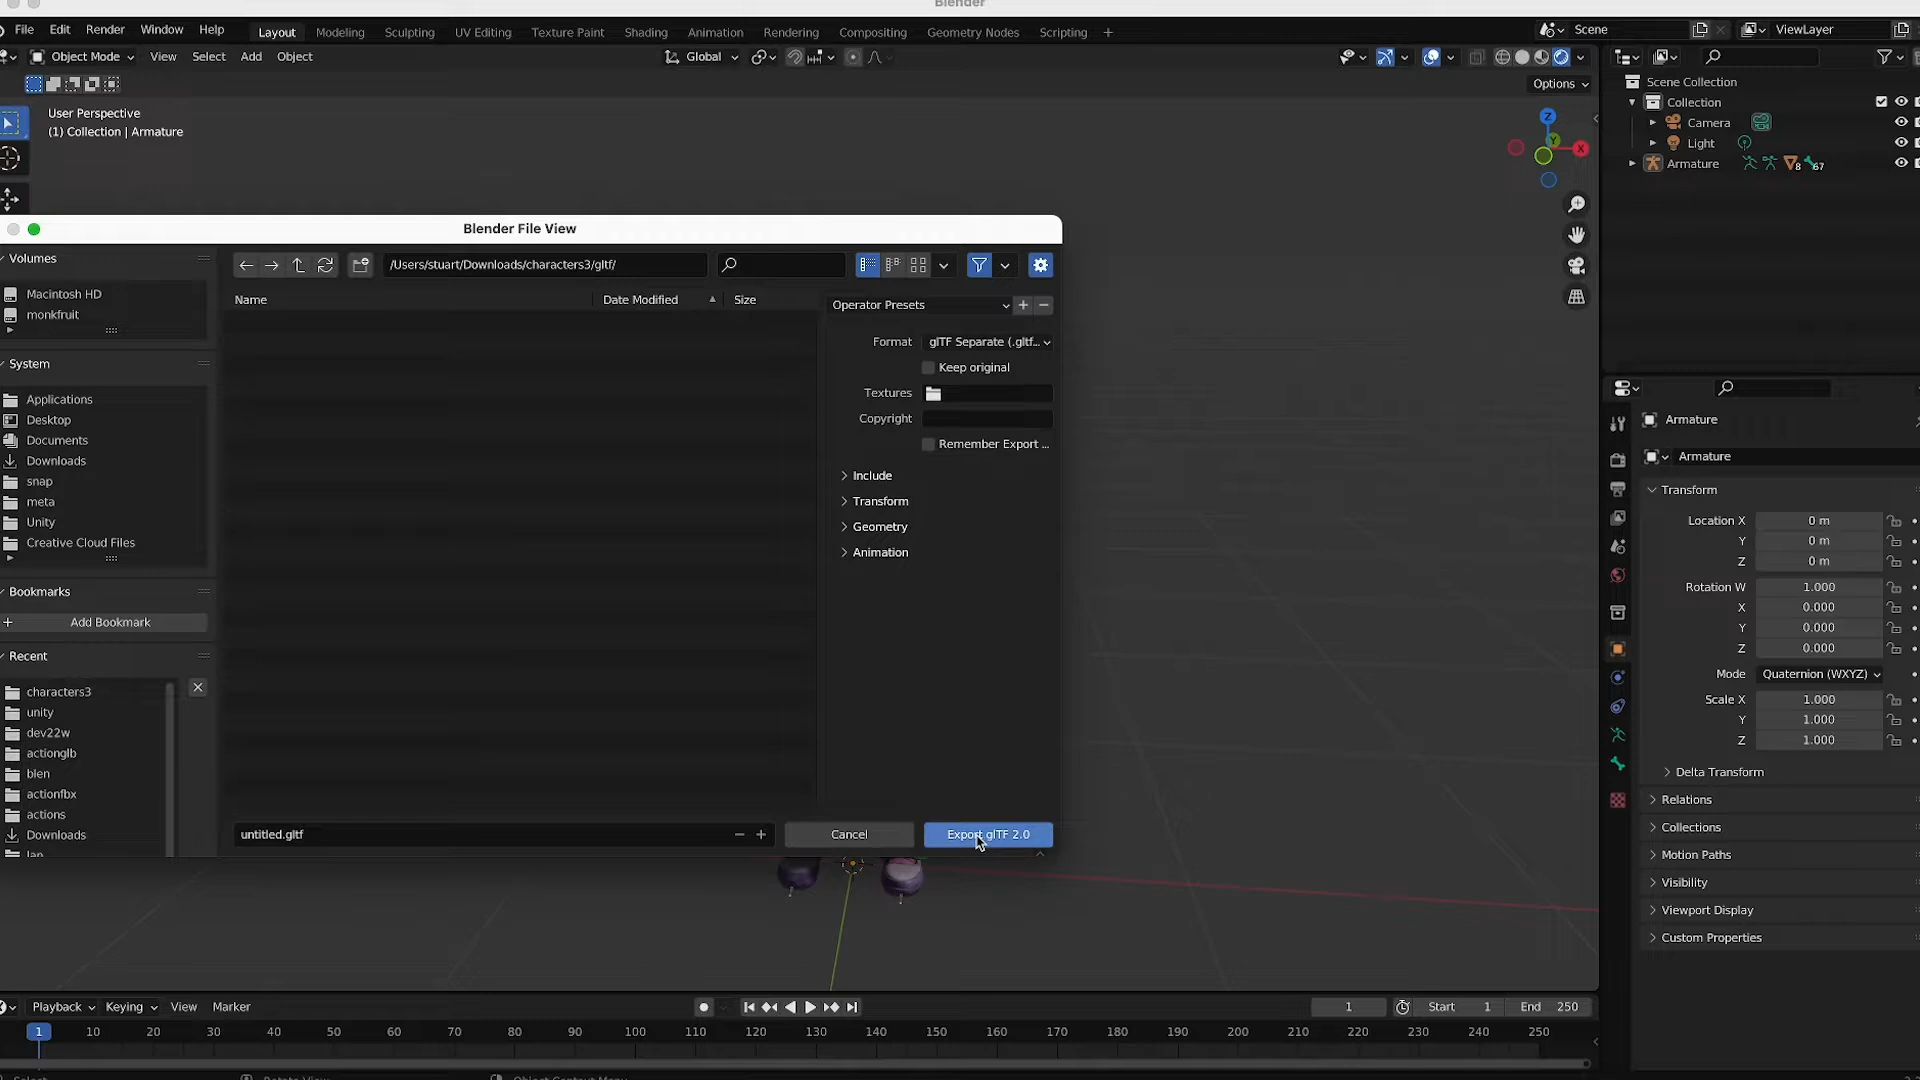 Blender
File Edit Render Window Help Layout Modeling Sculpting UV Editing Texture Paint Shading Animation Rendering Compositing Geometry Nodes Scripting + Scene ViewLayer
Object Mode View Select Add Object Global
Options
User Perspective
(1) Collection | Armature
Z
Y
X
Scene Collection
Collection
Camera
Light
Armature 8 67
Blender File View
Volumes
Macintosh HD
monkfruit
System
Applications
Desktop
Documents
Downloads
snap
meta
Unity
Creative Cloud Files
Bookmarks
+ Add Bookmark
Recent
characters3
unity
dev22w
actionglb
blen
actionfbx
actions
Downloads
/Users/stuart/Downloads/characters3/gltf/
Name Date Modified Size
Operator Presets + −
Format glTF Separate (.gltf...
Keep original
Textures
Copyright
Remember Export ...
Include
Transform
Geometry
Animation
untitled.gltf − +
Cancel
Export glTF 2.0
Armature
Armature
Transform
Location X 0 m
Y 0 m
Z 0 m
Rotation W 1.000
X 0.000
Y 0.000
Z 0.000
Mode Quaternion (WXYZ)
Scale X 1.000
Y 1.000
Z 1.000
Delta Transform
Relations
Collections
Motion Paths
Visibility
Viewport Display
Custom Properties
Playback Keying View Marker 1 Start 1 End 250
1 10 20 30 40 50 60 70 80 90 100 110 120 130 140 150 160 170 180 190 200 210 220 230 240 250